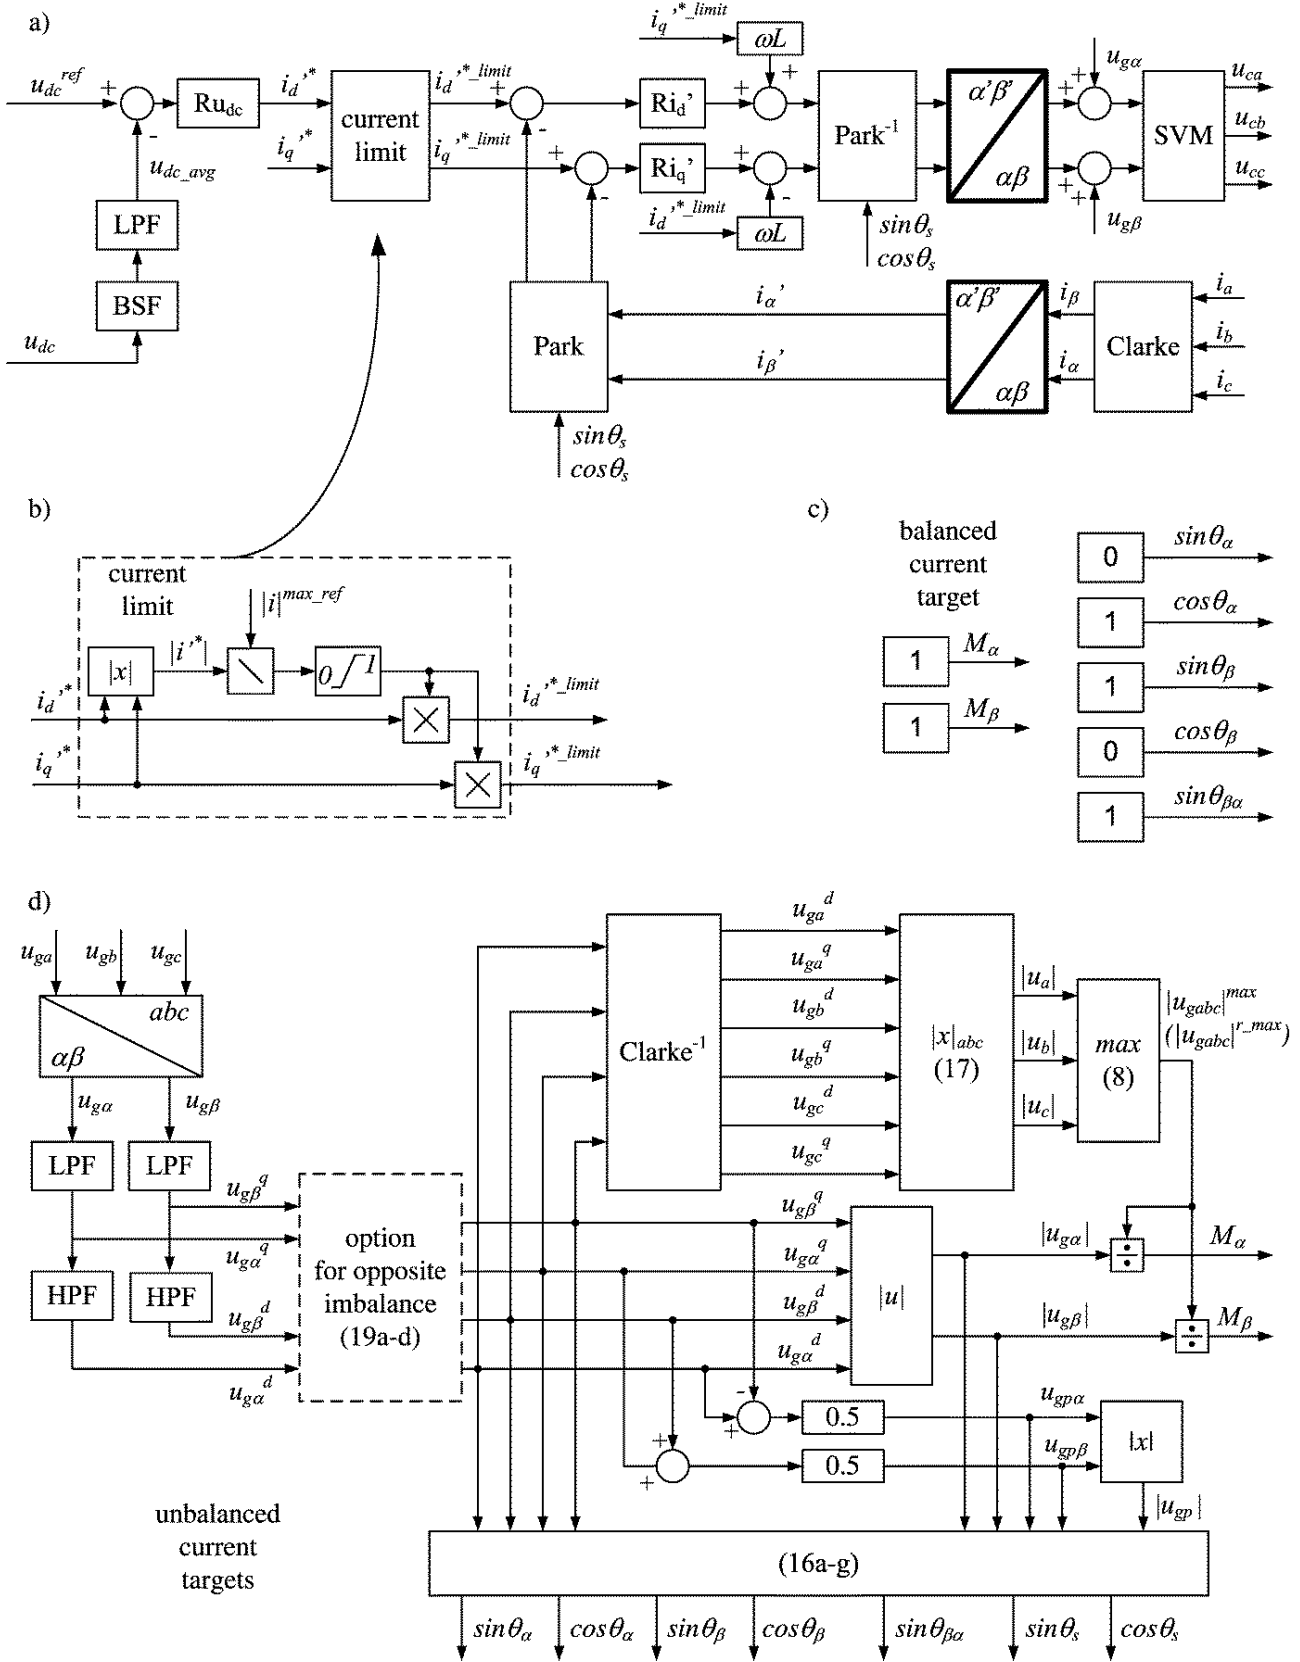 a)
u_dc^ref
+
-
Ru_dc
i_d'^*
i_q'^*
current
limit
i_d'^*_limit
i_q'^*_limit
+
-
+
-
Ri_d'
Ri_q'
i_q'^*_limit
ωL
+
+
+
-
i_d'^*_limit
ωL
Park^-1
sinθ_s
cosθ_s
α'β'
αβ
+
+
+
+
u_gα
u_gβ
SVM
u_ca
u_cb
u_cc
u_dc_avg
LPF
BSF
u_dc
Park
sinθ_s
cosθ_s
i_α'
i_β'
α'β'
αβ
i_β
i_α
Clarke
i_a
i_b
i_c
b)
current
limit
|i|^max_ref
|x|
|i'^*|
0
1
i_d'^*
i_q'^*
×
×
i_d'^*_limit
i_q'^*_limit
c)
balanced
current
target
1
M_α
1
M_β
0
sinθ_α
1
cosθ_α
1
sinθ_β
0
cosθ_β
1
sinθ_βα
d)
u_ga
u_gb
u_gc
abc
αβ
u_gα
u_gβ
LPF
LPF
HPF
HPF
u_gβ^q
u_gα^q
u_gβ^d
u_gα^d
option
for opposite
imbalance
(19a-d)
Clarke^-1
u_ga^d
u_ga^q
u_gb^d
u_gb^q
u_gc^d
u_gc^q
|x|_abc
(17)
|u_a|
|u_b|
|u_c|
max
(8)
|u_gabc|^max
(|u_gabc|^r_max)
u_gβ^q
u_gα^q
u_gβ^d
u_gα^d
|u|
|u_gα|
÷
M_α
|u_gβ|
÷
M_β
-
+
0.5
u_gpα
+
+
0.5
u_gpβ
|x|
|u_gp|
unbalanced
current
targets
(16a-g)
sinθ_α
cosθ_α
sinθ_β
cosθ_β
sinθ_βα
sinθ_s
cosθ_s